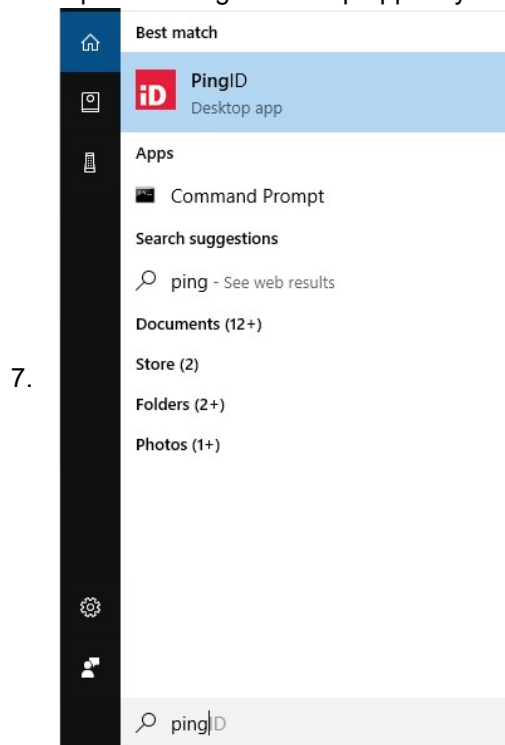 Best match
iD
PingID
Desktop app
Apps
Command Prompt
Search suggestions
ping - See web results
Documents (12+)
Store (2)
7.
Folders (2+)
Photos (1+)
pingID